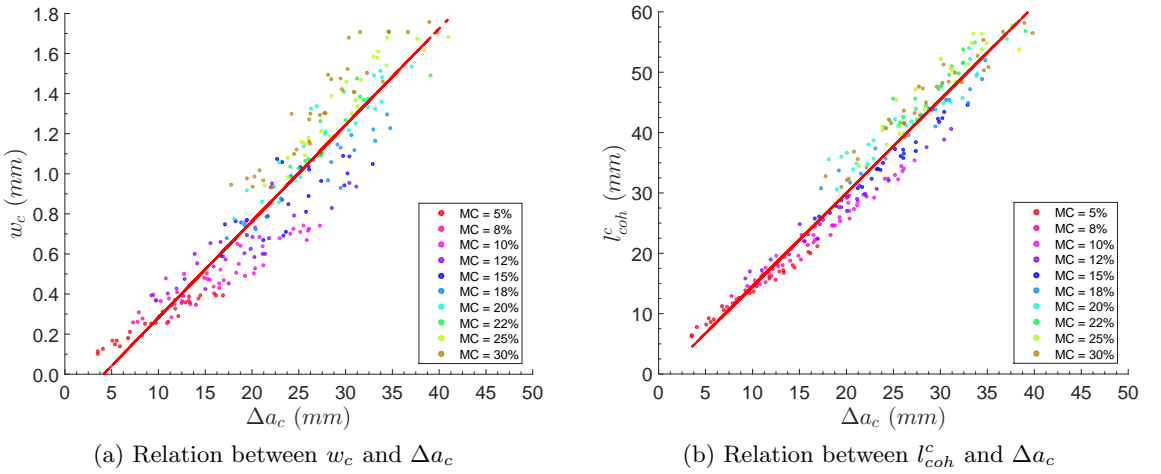 1.8
1.6
1.4
1.2
1.0
0.8
0.6
0.4
0.2
0.0
w_c (mm)
0 5 10 15 20 25 30 35 40 45 50
Δa_c (mm)
MC = 5%
MC = 8%
MC = 10%
MC = 12%
MC = 15%
MC = 18%
MC = 20%
MC = 22%
MC = 25%
MC = 30%
(a) Relation between w_c and Δa_c
60
50
40
30
20
10
0
l^c_coh (mm)
0 5 10 15 20 25 30 35 40 45 50
Δa_c (mm)
MC = 5%
MC = 8%
MC = 10%
MC = 12%
MC = 15%
MC = 18%
MC = 20%
MC = 22%
MC = 25%
MC = 30%
(b) Relation between l^c_coh and Δa_c